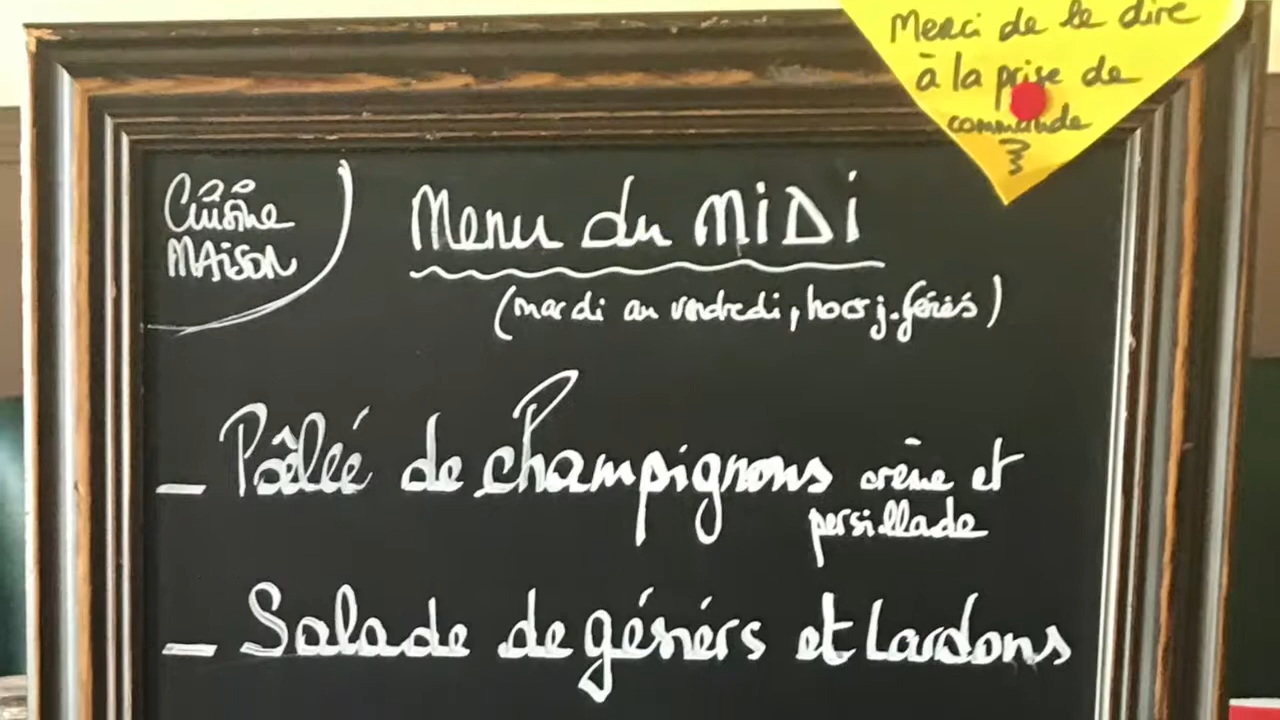 Merci de le dire
à la prise de
commande
Cuisine
MAISON
Menu du MiDi
(mardi au vendredi, hors j. fériés)
- Poêlée de champignons crème et
persillade
- Salade de gésiers et Lardons